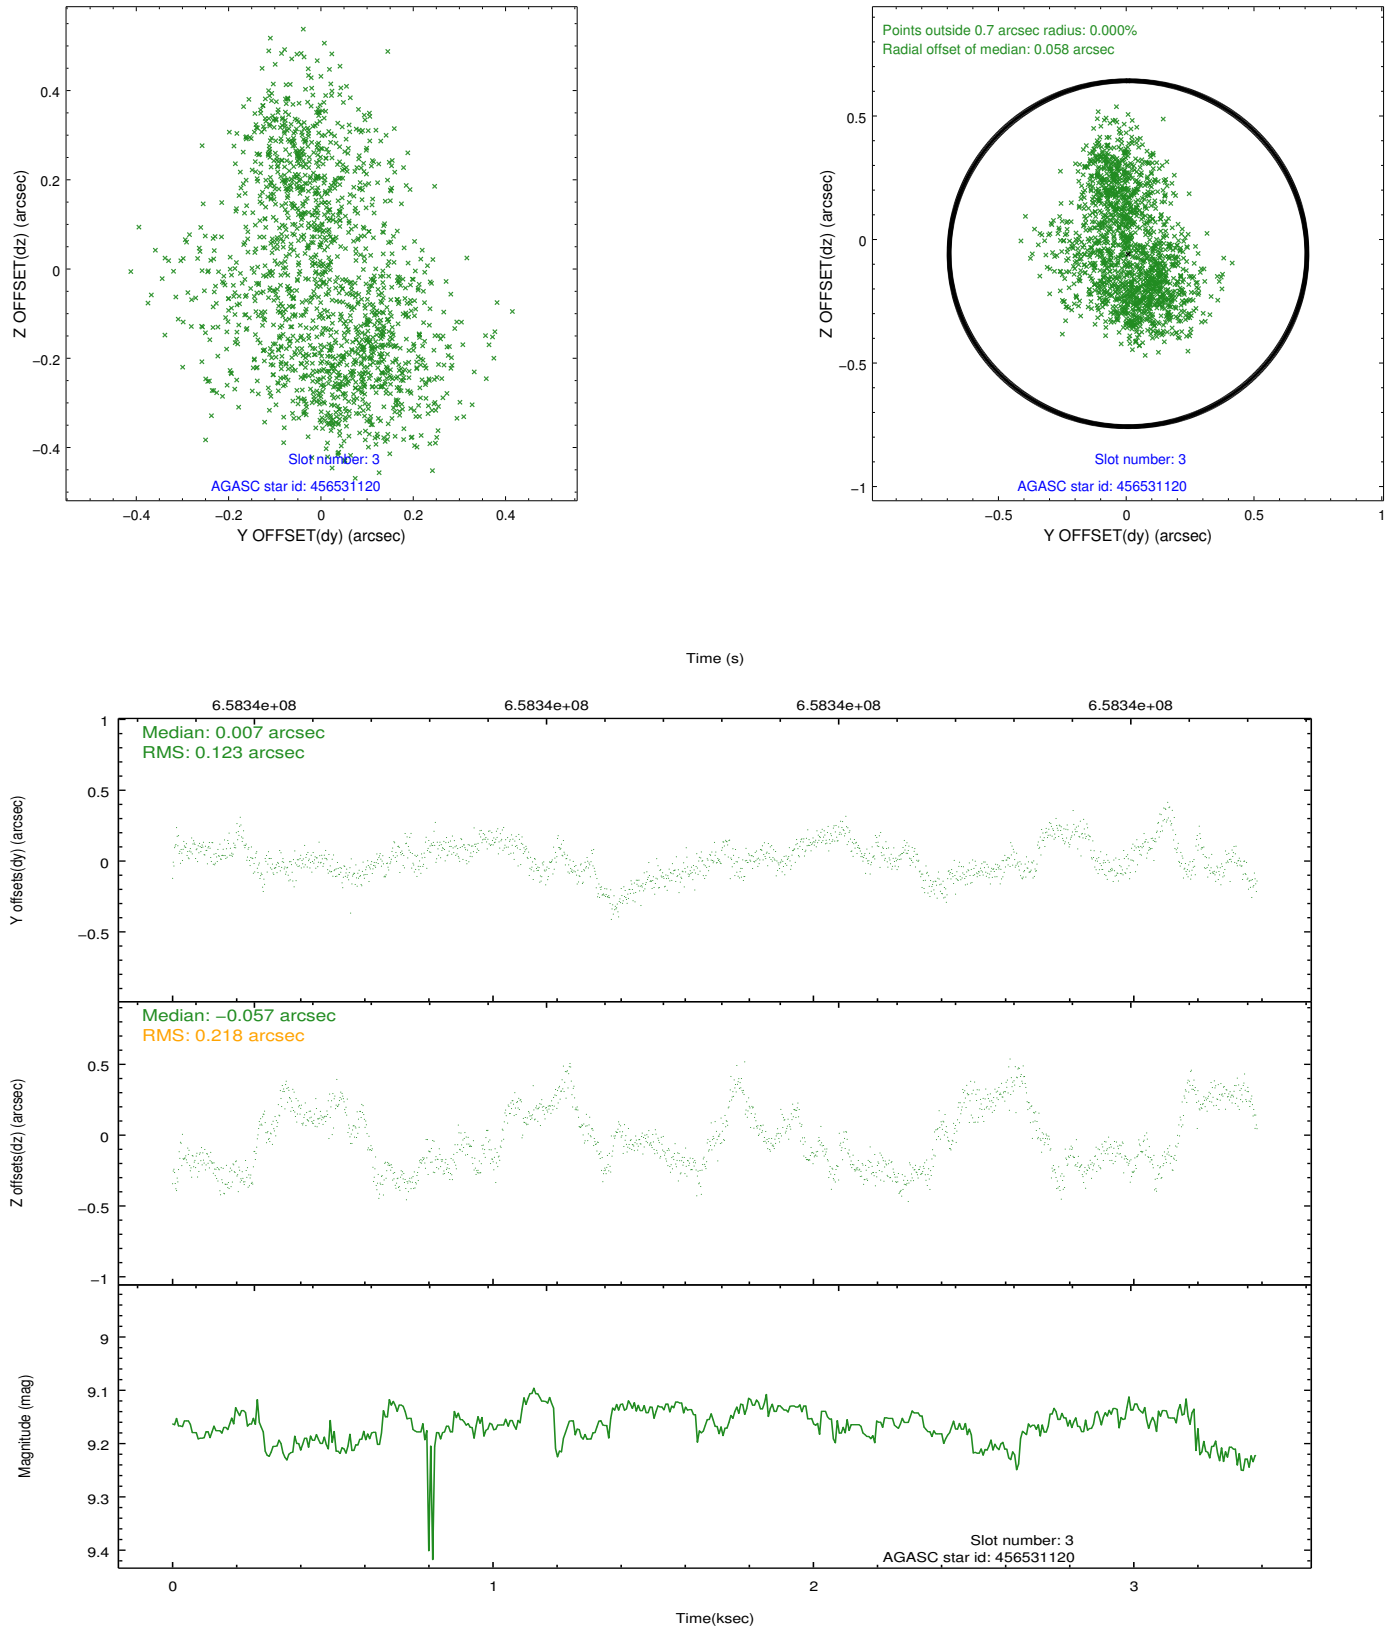 0.4
0.2
0
−0.2
−0.4
Z OFFSET(dz) (arcsec)
Slot number: 3
AGASC star id: 456531120
−0.4 −0.2 0 0.2 0.4
Y OFFSET(dy) (arcsec)
Points outside 0.7 arcsec radius: 0.000%
Radial offset of median: 0.058 arcsec
0.5
0
−0.5
−1
Z OFFSET(dz) (arcsec)
Slot number: 3
AGASC star id: 456531120
−0.5 0 0.5 1
Y OFFSET(dy) (arcsec)
Time (s)
6.5834e+08 6.5834e+08 6.5834e+08 6.5834e+08
Median: 0.007 arcsec
RMS: 0.123 arcsec
1
0.5
0
−0.5
Y offsets(dy) (arcsec)
Median: −0.057 arcsec
RMS: 0.218 arcsec
0.5
0
−0.5
−1
Z offsets(dz) (arcsec)
9
9.1
9.2
9.3
9.4
Magnitude (mag)
Slot number: 3
AGASC star id: 456531120
0 1 2 3
Time(ksec)